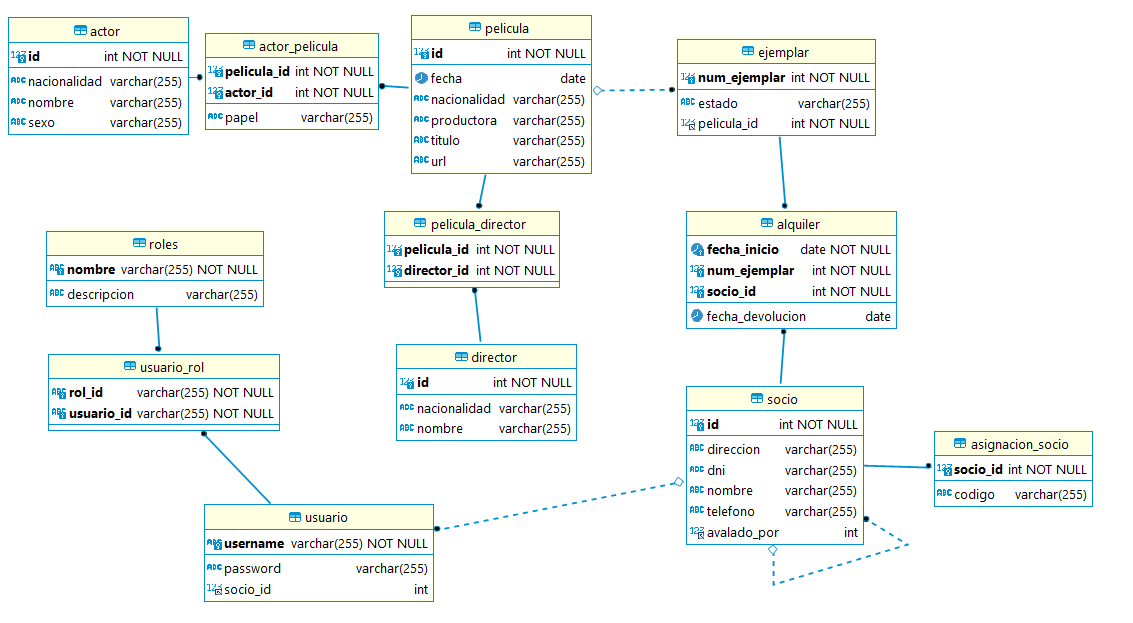 actor
id int NOT NULL
nacionalidad varchar(255)
nombre varchar(255)
sexo varchar(255)
actor_pelicula
pelicula_id int NOT NULL
actor_id int NOT NULL
papel varchar(255)
pelicula
id int NOT NULL
fecha date
nacionalidad varchar(255)
productora varchar(255)
titulo varchar(255)
url varchar(255)
ejemplar
num_ejemplar int NOT NULL
estado varchar(255)
pelicula_id int NOT NULL
roles
nombre varchar(255) NOT NULL
descripcion varchar(255)
pelicula_director
pelicula_id int NOT NULL
director_id int NOT NULL
alquiler
fecha_inicio date NOT NULL
num_ejemplar int NOT NULL
socio_id int NOT NULL
fecha_devolucion date
usuario_rol
rol_id varchar(255) NOT NULL
usuario_id varchar(255) NOT NULL
director
id int NOT NULL
nacionalidad varchar(255)
nombre varchar(255)
socio
id int NOT NULL
direccion varchar(255)
dni varchar(255)
nombre varchar(255)
telefono varchar(255)
avalado_por int
asignacion_socio
socio_id int NOT NULL
codigo varchar(255)
usuario
username varchar(255) NOT NULL
password varchar(255)
socio_id int